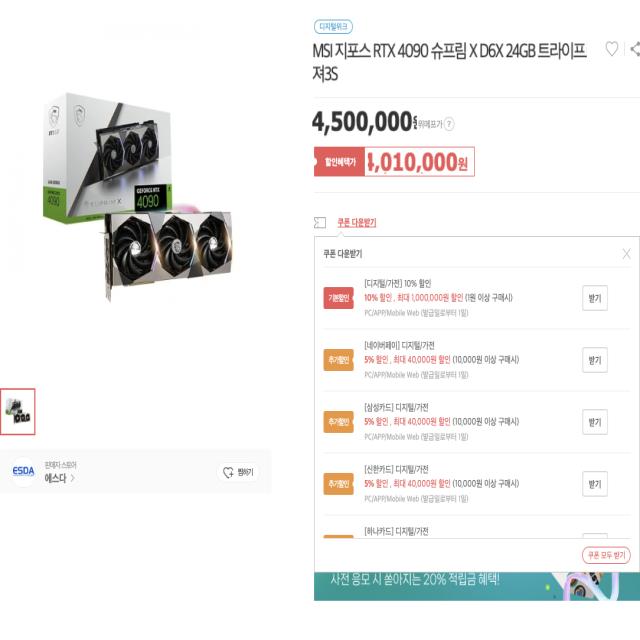 디지털위크
MSI 지포스 RTX 4090 슈프림 X D6X 24GB 트라이프
져3S
4,500,000원 위메프가 ?
할인혜택가 4,010,000원
쿠폰 다운받기
쿠폰 다운받기
[디지털/가전] 10% 할인
기본할인
10% 할인, 최대 1,000,000원 할인 (1원 이상 구매시)
받기
PC/APP/Mobile Web (발급일로부터 1일)
[네이버페이] 디지털/가전
추가할인
5% 할인, 최대 40,000원 할인 (10,000원 이상 구매시)
받기
PC/APP/Mobile Web (발급일로부터 1일)
[삼성카드] 디지털/가전
추가할인
5% 할인, 최대 40,000원 할인 (10,000원 이상 구매시)
받기
PC/APP/Mobile Web (발급일로부터 1일)
[신한카드] 디지털/가전
추가할인
5% 할인, 최대 40,000원 할인 (10,000원 이상 구매시)
받기
PC/APP/Mobile Web (발급일로부터 1일)
[하나카드] 디지털/가전
쿠폰 모두 받기
사전 응모 시 쏟아지는 20% 적립금 혜택!
GEFORCE RTX
4090
4090
SUPRIM X
ESDA
판매자 스토어
에스다
찜하기